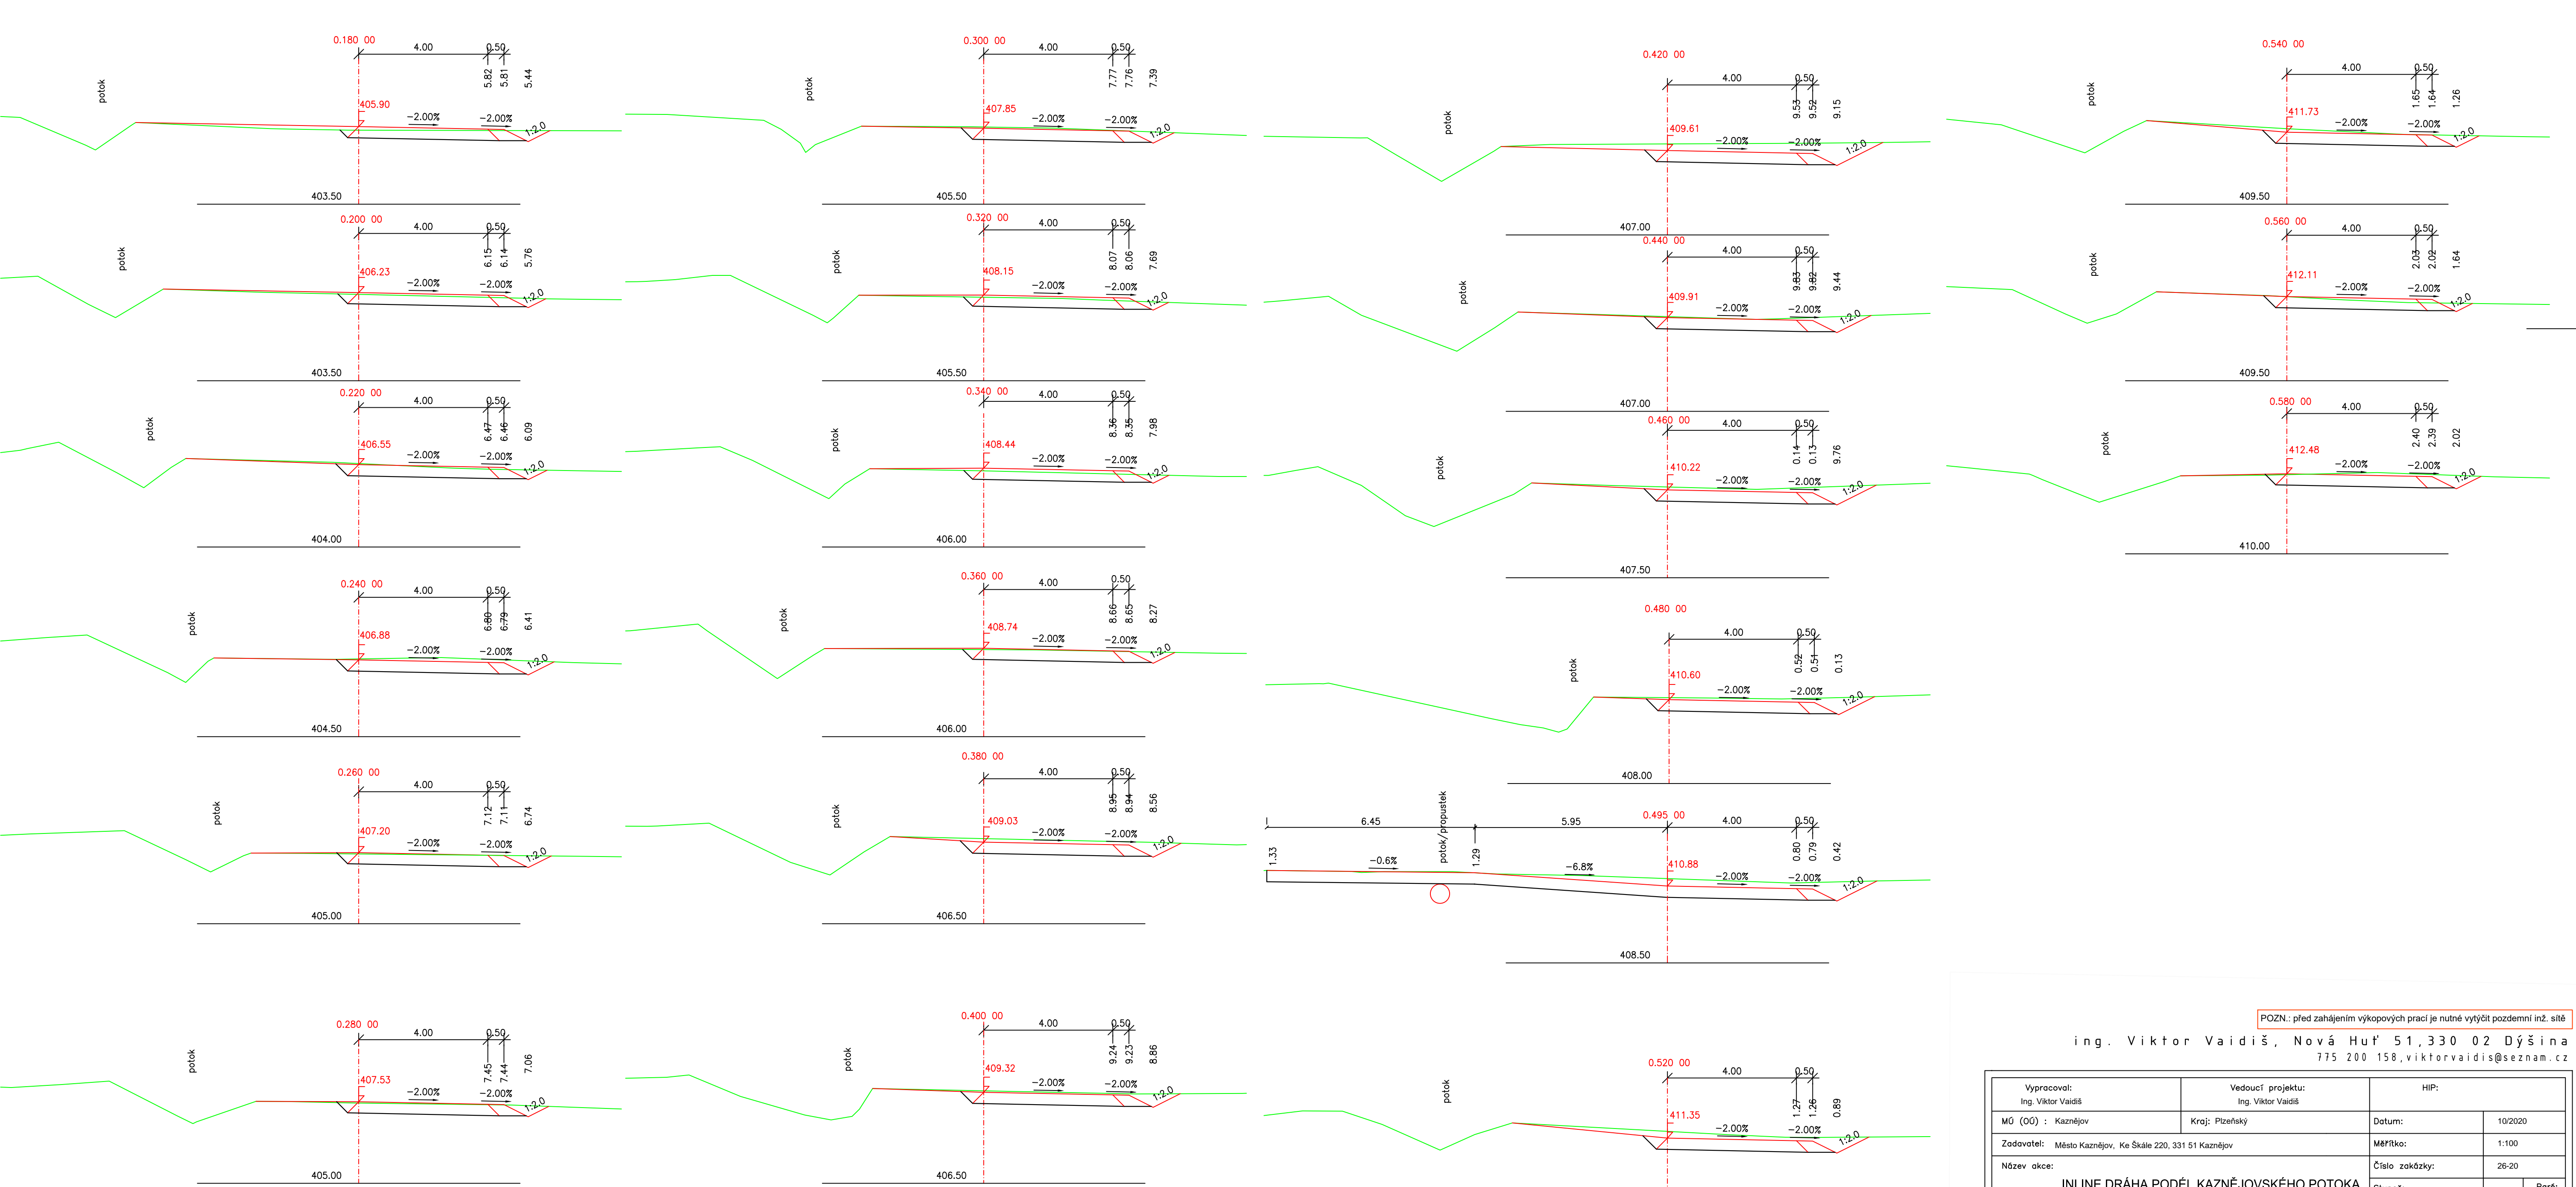 0.180 00
4.00 0.50
5.82 5.81 5.44
potok
405.90
-2.00% -2.00% 1:2.0
403.50
0.200 00
4.00 0.50
6.15 6.14 5.76
potok
406.23
-2.00% -2.00% 1:2.0
403.50
0.220 00
4.00 0.50
6.47 6.46 6.09
potok
406.55
-2.00% -2.00% 1:2.0
404.00
0.240 00
4.00 0.50
6.80 6.79 6.41
potok
406.88
-2.00% -2.00% 1:2.0
404.50
0.260 00
4.00 0.50
7.12 7.11 6.74
potok
407.20
-2.00% -2.00% 1:2.0
405.00
0.280 00
4.00 0.50
7.45 7.44 7.06
potok
407.53
-2.00% -2.00% 1:2.0
405.00
0.300 00
4.00 0.50
7.77 7.76 7.39
potok
407.85
-2.00% -2.00% 1:2.0
405.50
0.320 00
4.00 0.50
8.07 8.06 7.69
potok
408.15
-2.00% -2.00% 1:2.0
405.50
0.340 00
4.00 0.50
8.36 8.35 7.98
potok
408.44
-2.00% -2.00% 1:2.0
406.00
0.360 00
4.00 0.50
8.66 8.65 8.27
potok
408.74
-2.00% -2.00% 1:2.0
406.00
0.380 00
4.00 0.50
8.95 8.94 8.56
potok
409.03
-2.00% -2.00% 1:2.0
406.50
0.400 00
4.00 0.50
9.24 9.23 8.86
potok
409.32
-2.00% -2.00% 1:2.0
406.50
0.420 00
4.00 0.50
9.53 9.52 9.15
potok
409.61
-2.00% -2.00% 1:2.0
407.00
0.440 00
4.00 0.50
9.83 9.82 9.44
potok
409.91
-2.00% -2.00% 1:2.0
407.00
0.460 00
4.00 0.50
0.14 0.13 9.76
potok
410.22
-2.00% -2.00% 1:2.0
407.50
0.480 00
4.00 0.50
0.52 0.51 0.13
potok
410.60
-2.00% -2.00% 1:2.0
408.00
0.495 00
6.45 5.95 4.00 0.50
1.33 potok/propustek 1.29 0.80 0.79 0.42
410.88
-0.6% -6.8% -2.00% -2.00% 1:2.0
408.50
0.520 00
4.00 0.50
1.27 1.26 0.89
potok
411.35
-2.00% -2.00% 1:2.0
0.540 00
4.00 0.50
1.65 1.64 1.26
potok
411.73
-2.00% -2.00% 1:2.0
409.50
0.560 00
4.00 0.50
2.03 2.02 1.64
potok
412.11
-2.00% -2.00% 1:2.0
409.50
0.580 00
4.00 0.50
2.40 2.39 2.02
potok
412.48
-2.00% -2.00% 1:2.0
410.00
POZN.: před zahájením výkopových prací je nutné vytýčit pozdemní inž. sítě
ing. Viktor Vaidiš, Nová Huť 51,330 02 Dýšina
775 200 158,viktorvaidis@seznam.cz
Vypracoval: Vedoucí projektu: HIP:
Ing. Viktor Vaidiš Ing. Viktor Vaidiš
MÚ (OÚ) : Kaznějov Kraj: Plzeňský Datum: 10/2020
Zadavatel: Město Kaznějov, Ke Škále 220, 331 51 Kaznějov Měřítko: 1:100
Název akce: Číslo zakázky: 26-20
INLINE DRÁHA PODÉL KAZNĚJOVSKÉHO POTOKA